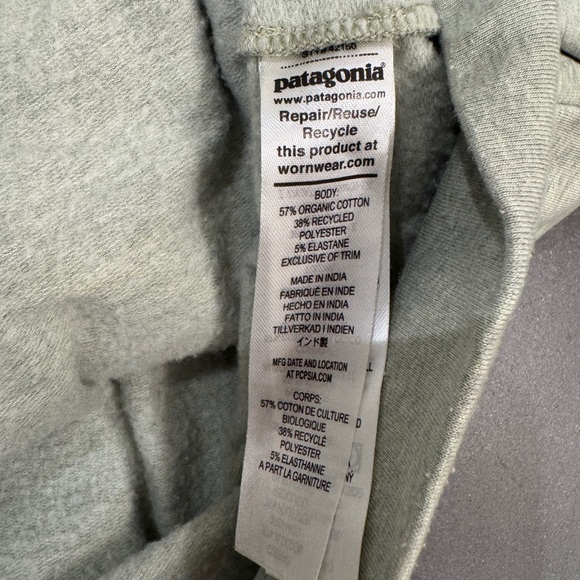 STY#42160
patagonia®
www.patagonia.com
Repair/Reuse/
Recycle
this product at
wornwear.com
BODY:
57% ORGANIC COTTON
38% RECYCLED
POLYESTER
5% ELASTANE
EXCLUSIVE OF TRIM
MADE IN INDIA
FABRIQUÉ EN INDE
HECHO EN INDIA
FATTO IN INDIA
TILLVERKAD I INDIEN
インド製
MFG DATE AND LOCATION
AT PCPSIA.COM
CORPS:
57% COTON DE CULTURE
BIOLOGIQUE
38% RECYCLÉ
POLYESTER
5% ELASTHANNE
A PART LA GARNITURE